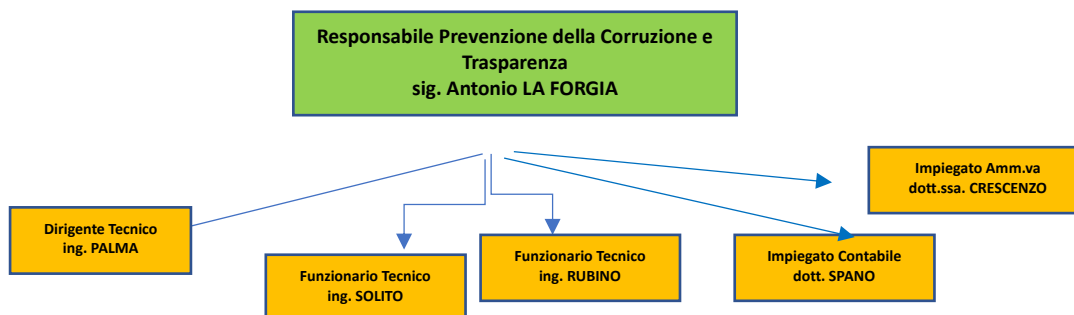 Responsabile Prevenzione della Corruzione e
Trasparenza
sig. Antonio LA FORGIA
Impiegato Amm.va
dott.ssa. CRESCENZO
Dirigente Tecnico
ing. PALMA
Funzionario Tecnico
ing. SOLITO
Funzionario Tecnico
ing. RUBINO
Impiegato Contabile
dott. SPANO